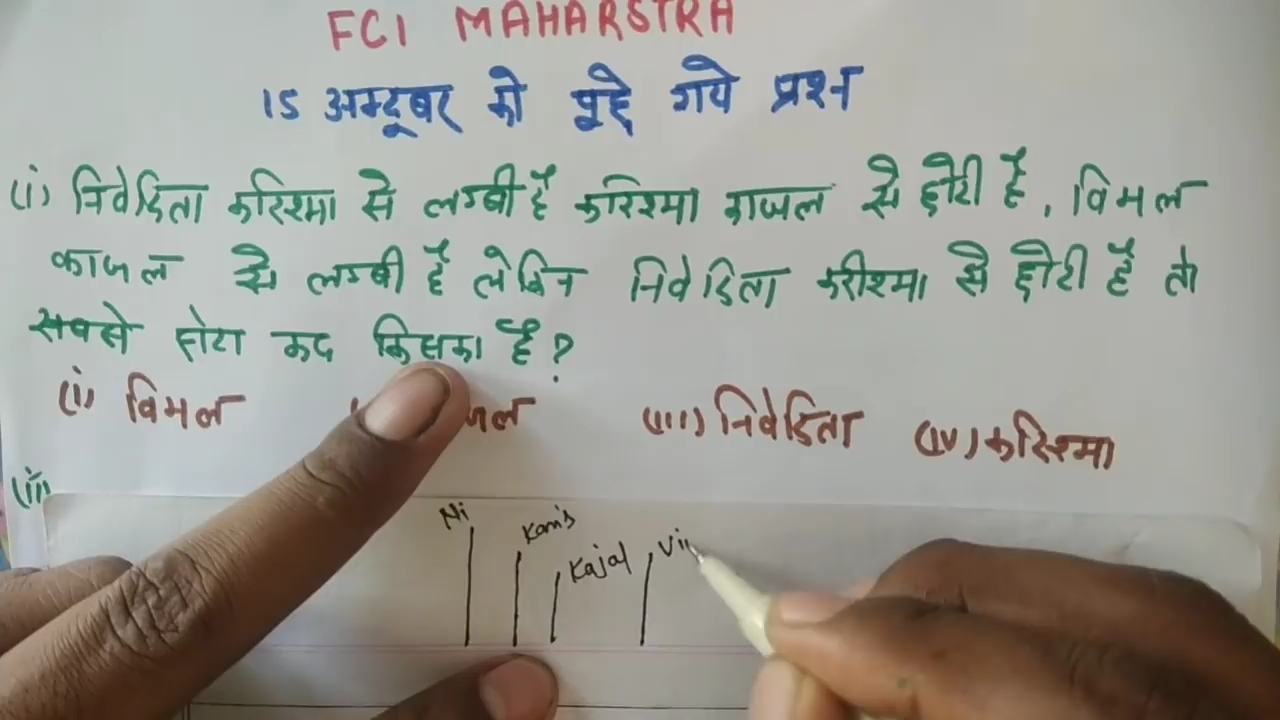 FCI MAHARSTRA
15 अक्टूबर को पूछे गये प्रश्न
(i) निवेदिता करिश्मा से लम्बी है करिश्मा काजल से छोटी है, विमल
काजल से लम्बी है लेकिन निवेदिता करीश्मा से छोटी है तो
सबसे छोटा कद किसका है?
(i) विमल (iii) निवेदिता (iv) करिश्मा
(ii)
Ni Karis Kajal Vi